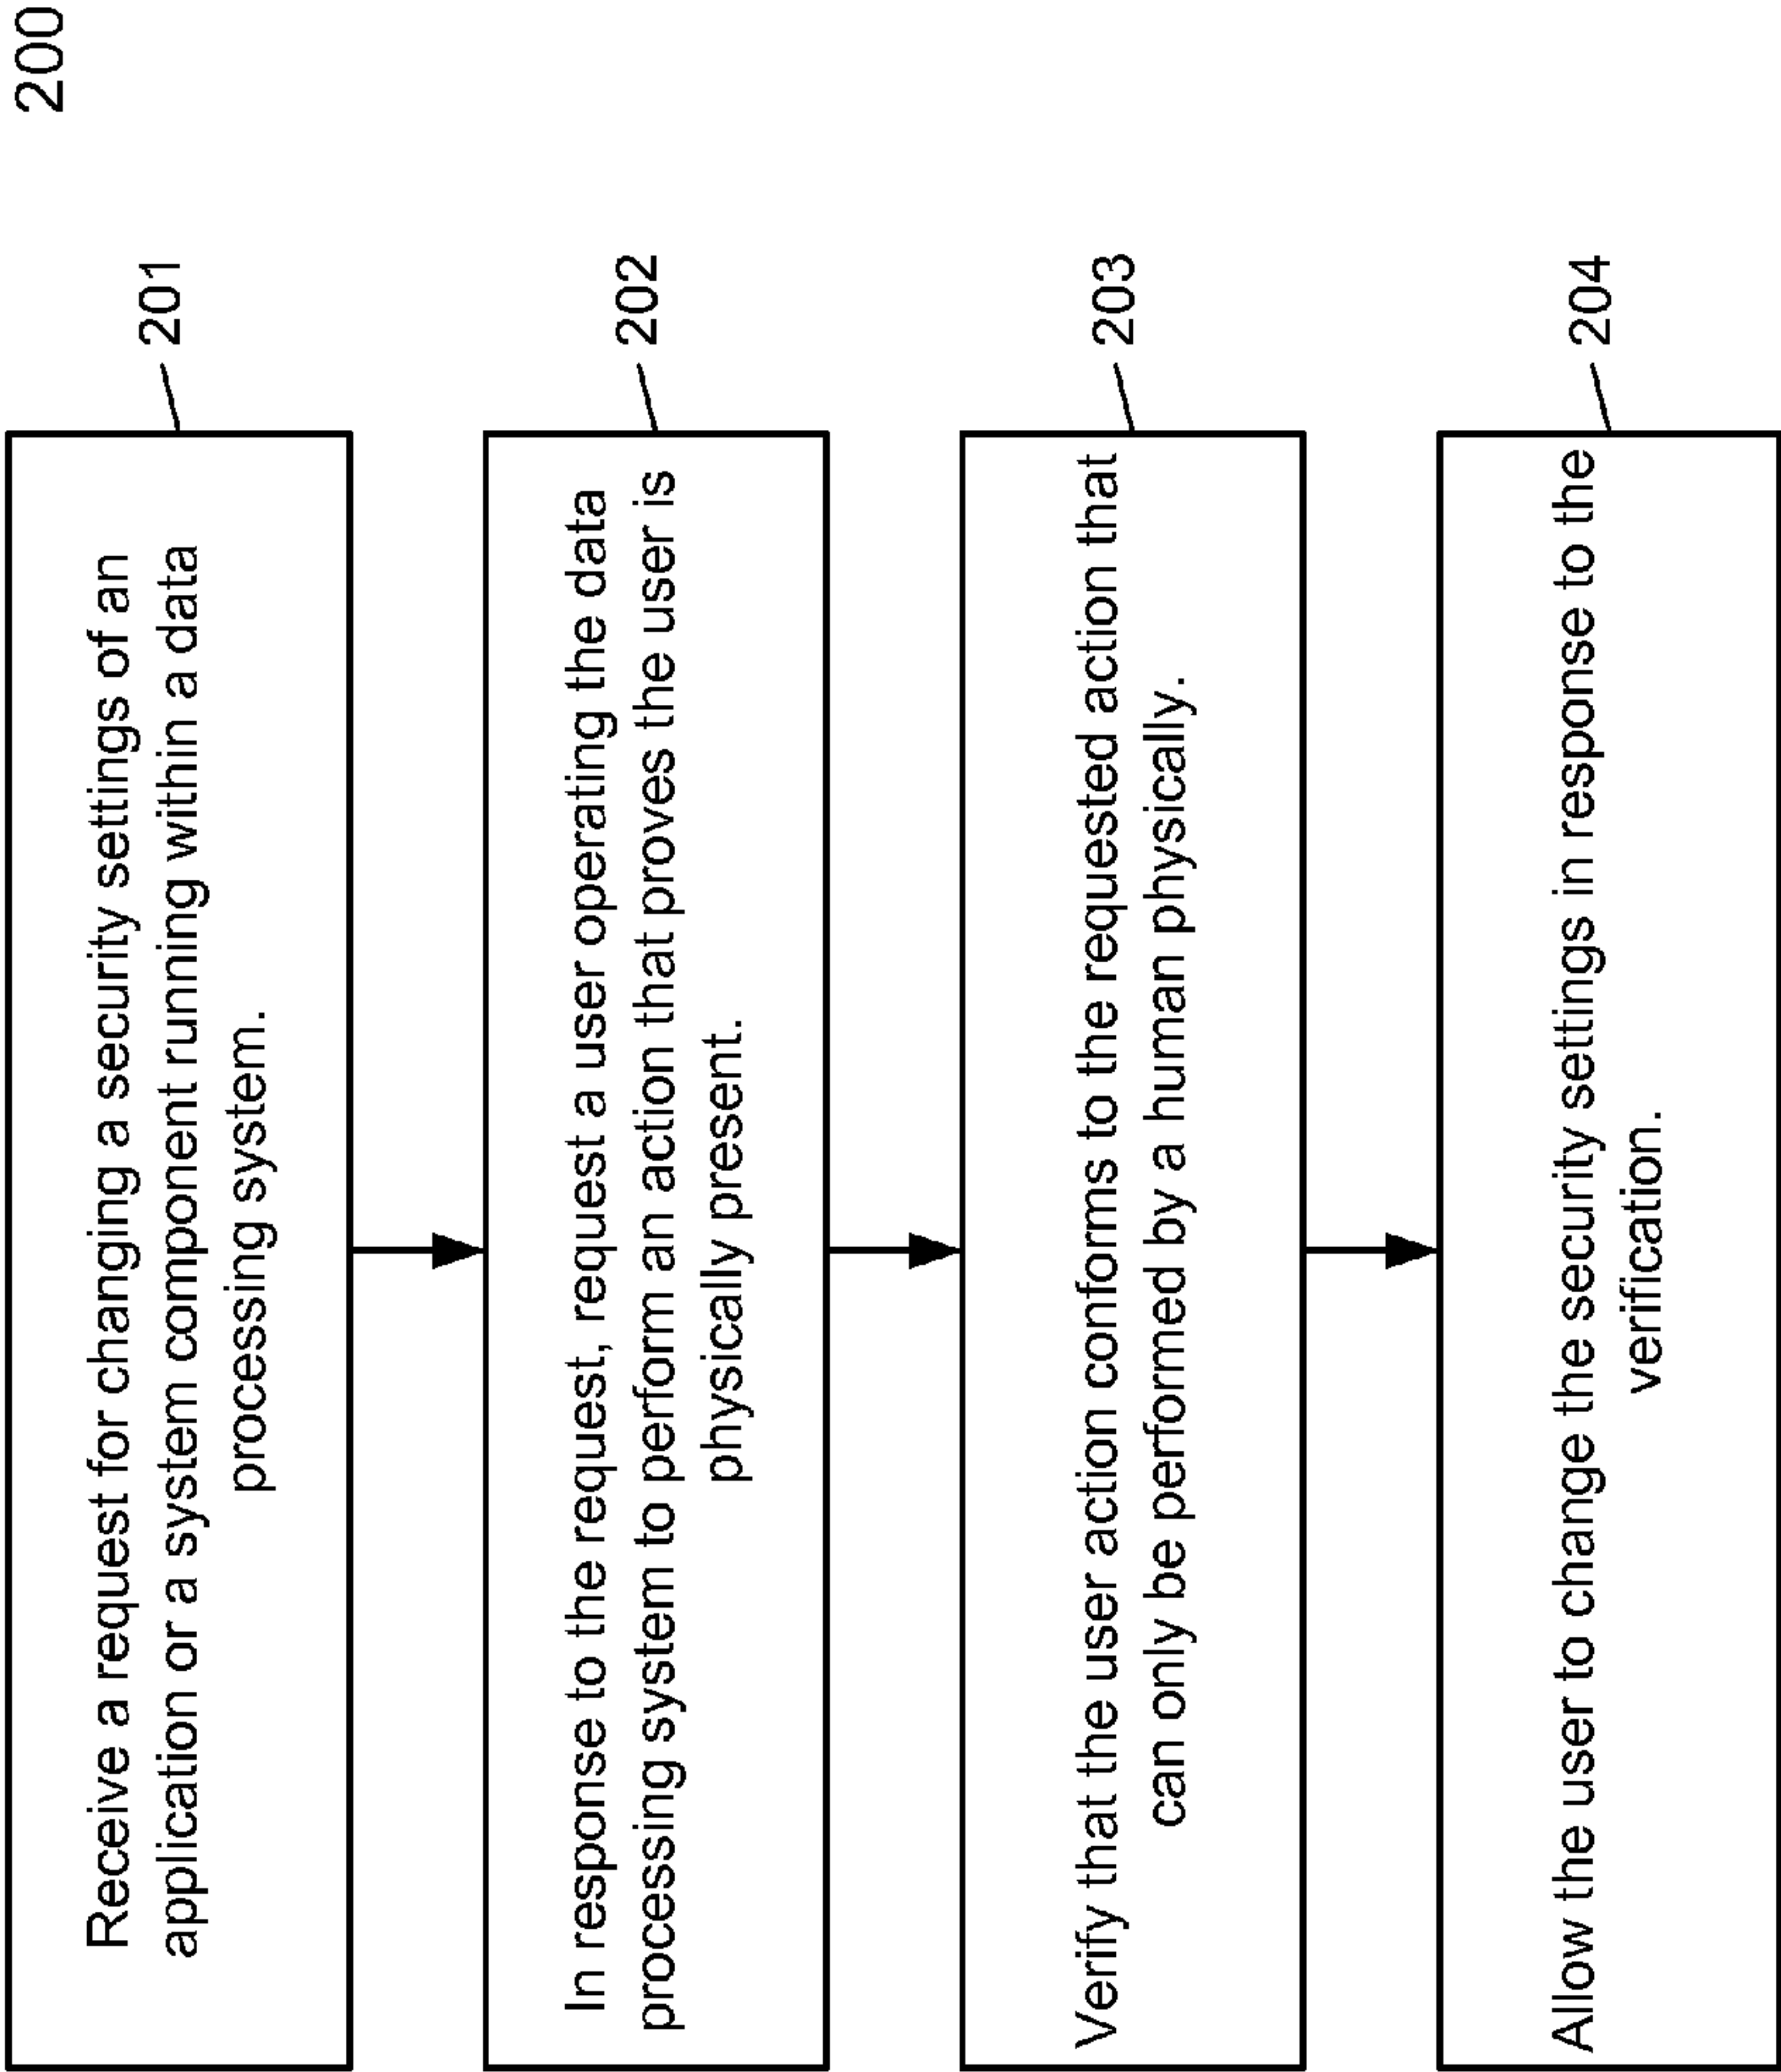 200
Receive a request for changing a security settings of an
application or a system component running within a data
processing system.
201
In response to the request, request a user operating the data
processing system to perform an action that proves the user is
physically present.
202
Verify that the user action conforms to the requested action that
can only be performed by a human physically.
203
Allow the user to change the security settings in response to the
verification.
204